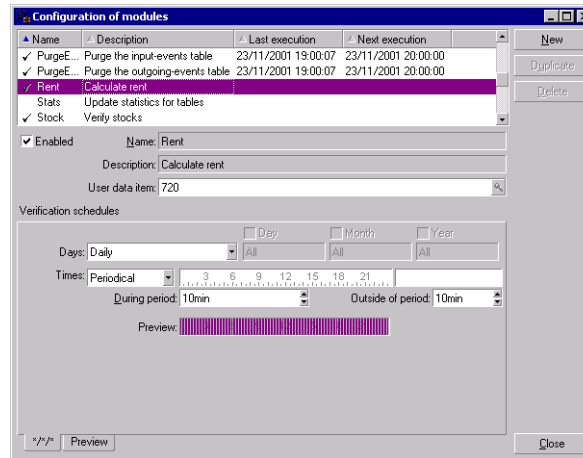 Configuration of modules
Name Description Last execution Next execution
PurgeE... Purge the input-events table 23/11/2001 19:00:07 23/11/2001 20:00:00
PurgeE... Purge the outgoing-events table 23/11/2001 19:00:07 23/11/2001 20:00:00
Rent Calculate rent
Stats Update statistics for tables
Stock Verify stocks
New
Duplicate
Delete
Enabled Name: Rent
Description: Calculate rent
User data item: 720
Verification schedules
Day Month Year
Days: Daily All All All
Times: Periodical 3 6 9 12 15 18 21
During period: 10min Outside of period: 10min
Preview:
*/*/* Preview
Close